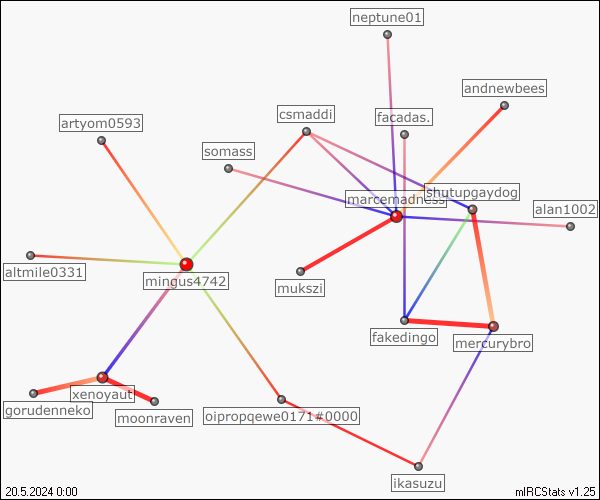 neptune01
andnewbees
csmaddi
facadas.
artyom0593
somass
shutupgaydog
marcemadness
alan1002
altmile0331
mingus4742
mukszi
fakedingo
mercurybro
xenoyaut
gorudenneko
moonraven
oipropqewe0171#0000
ikasuzu
20.5.2024 0:00
mIRCStats v1.25